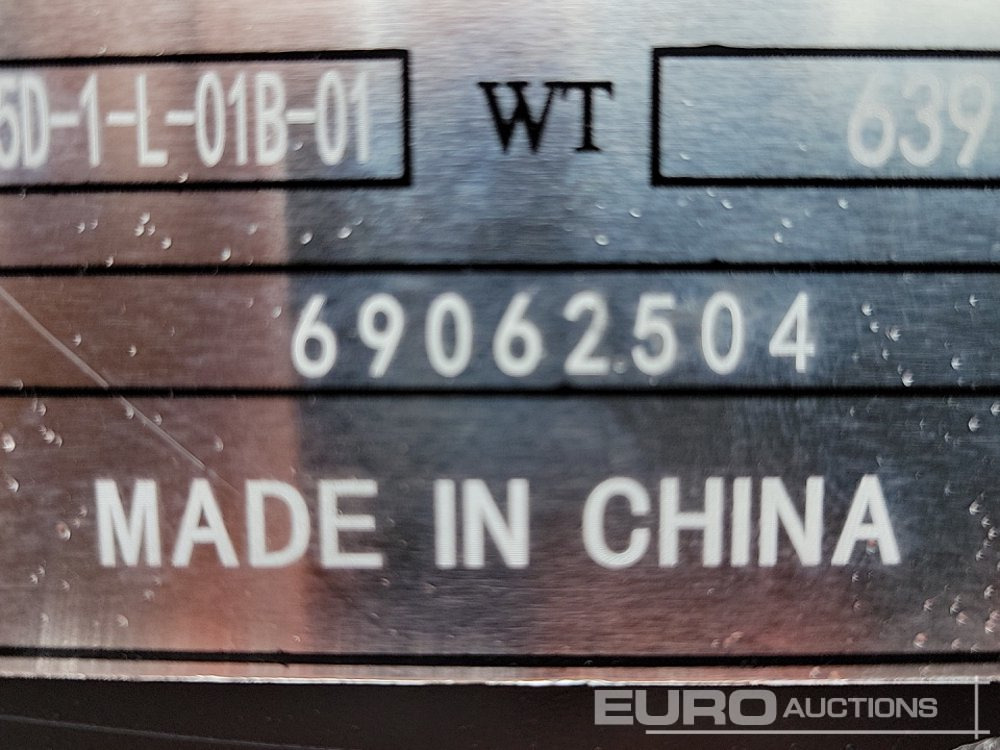 5D-1-L-01B-01 WT 639
69062504
MADE IN CHINA
EURO AUCTIONS